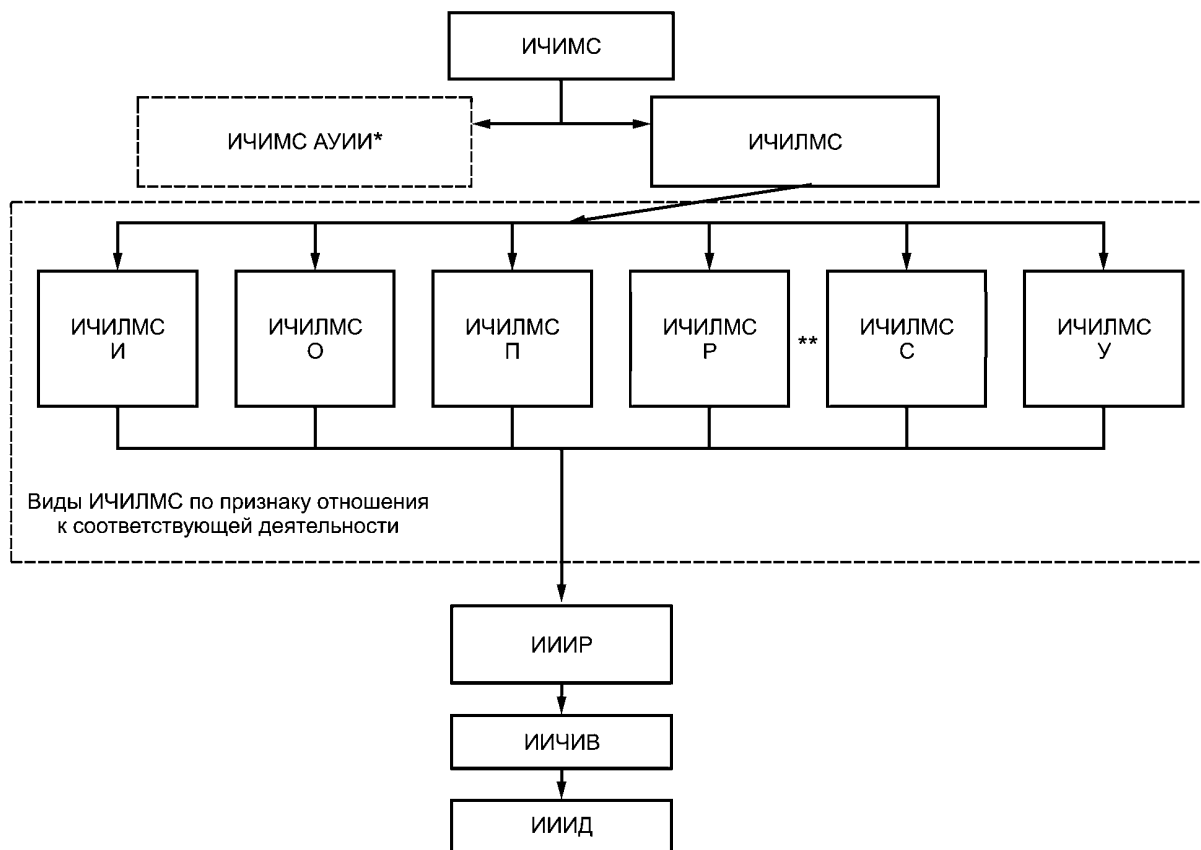 ИЧИМС
ИЧИМС АУИИ*
ИЧИЛМС
ИЧИЛМС
И
ИЧИЛМС
О
ИЧИЛМС
П
ИЧИЛМС
Р
**
ИЧИЛМС
С
ИЧИЛМС
У
Виды ИЧИЛМС по признаку отношения
к соответствующей деятельности
ИИИР
ИИЧИВ
ИИИД